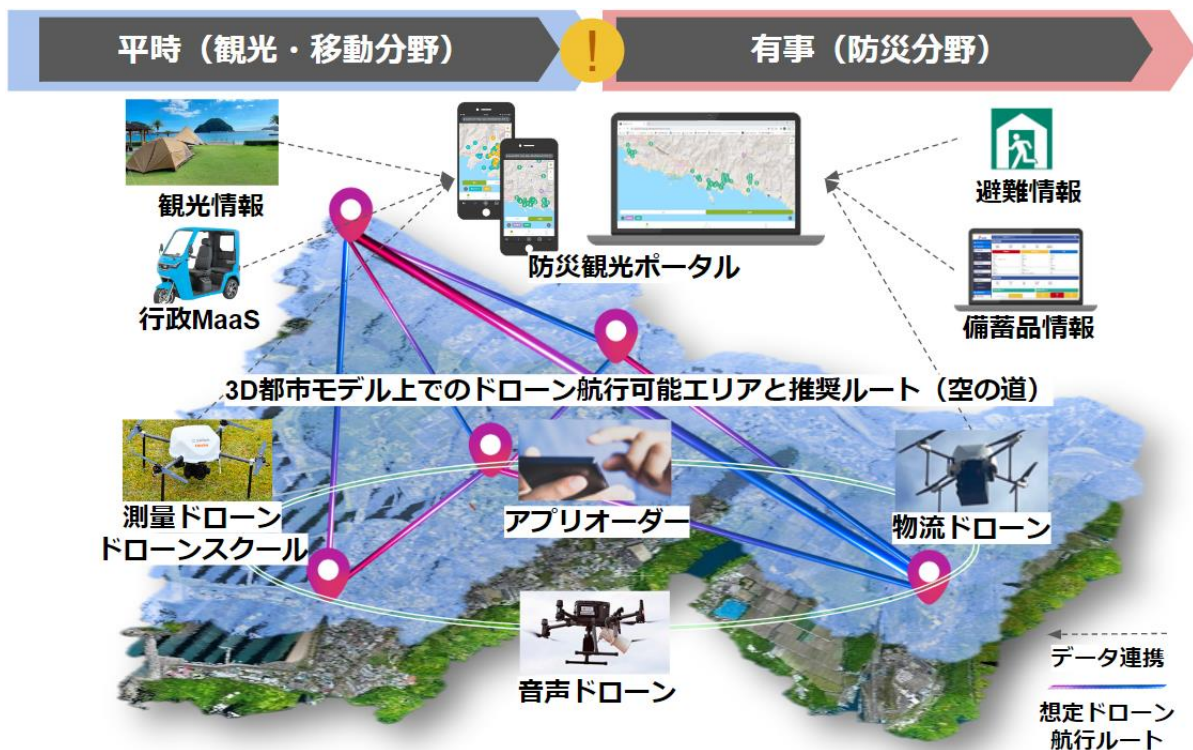 平時（観光・移動分野）
!
有事（防災分野）
観光情報
行政MaaS
防災観光ポータル
避難情報
備蓄品情報
3D都市モデル上でのドローン航行可能エリアと推奨ルート（空の道）
測量ドローン
ドローンスクール
アプリオーダー
物流ドローン
音声ドローン
データ連携
想定ドローン
航行ルート